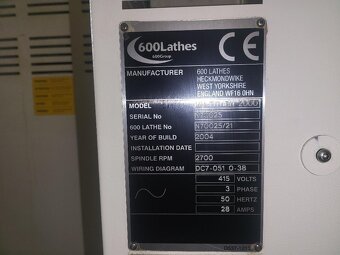 600Lathes
600Group
CE
MANUFACTURER 600 LATHES
HECKMONDWIKE
WEST YORKSHIRE
ENGLAND WF16 0HN
MODEL 2000
SERIAL No
600 LATHE No N70025/21
YEAR OF BUILD 2004
INSTALLATION DATE
SPINDLE RPM 2700
WIRING DIAGRAM DC7-051 0-3B
415 VOLTS
3 PHASE
50 HERTZ
28 AMPS